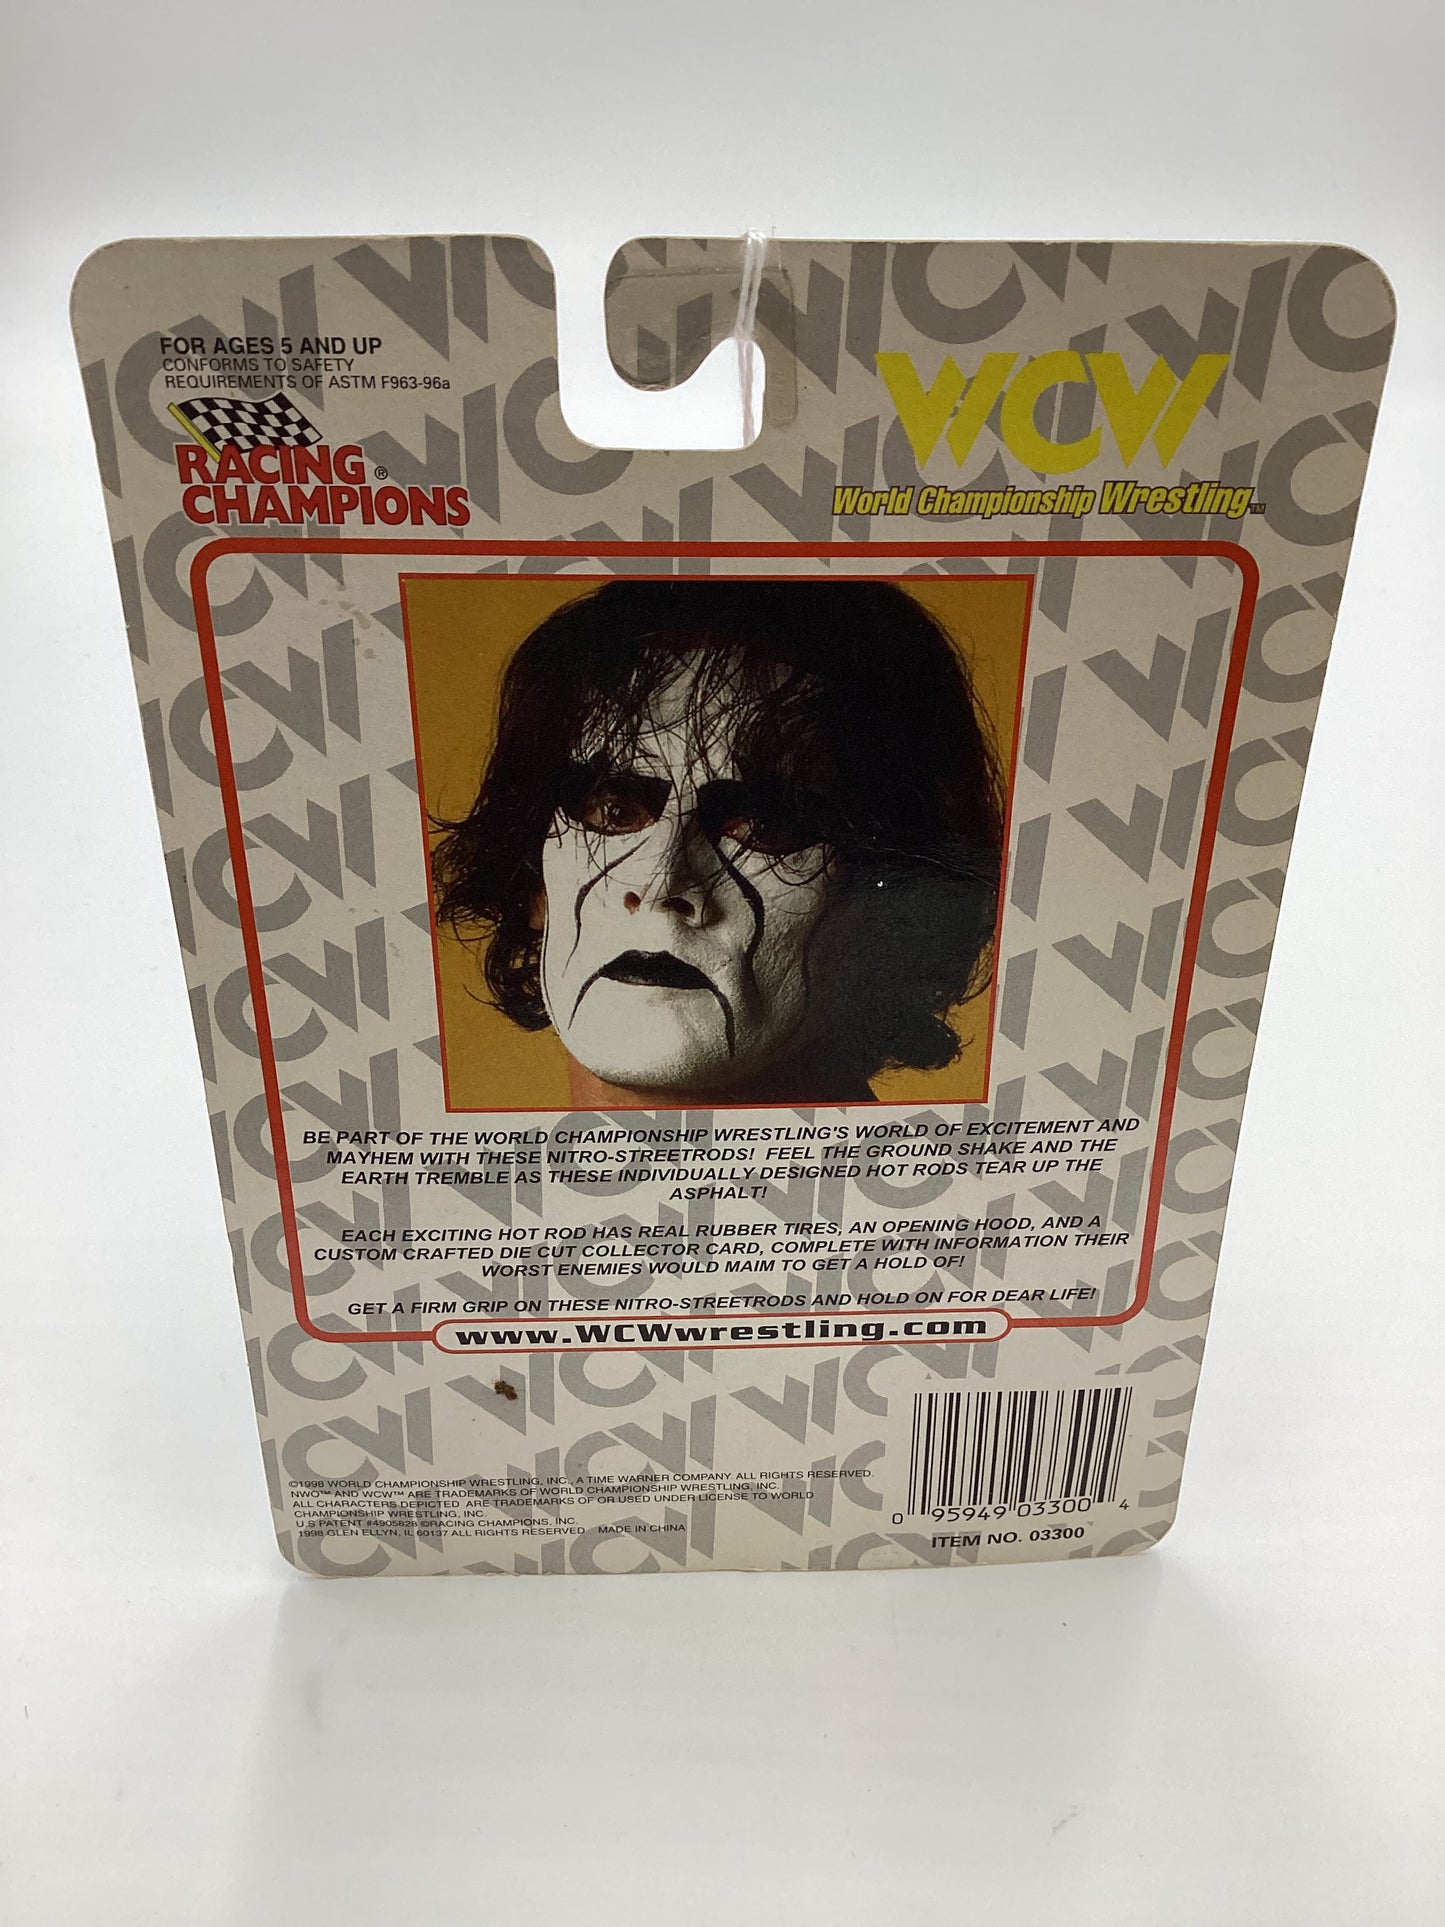 FOR AGES 5 AND UP
CONFORMS TO SAFETY
REQUIREMENTS OF ASTM F963-96a
RACING ®
CHAMPIONS
WCW
World Championship Wrestling™
BE PART OF THE WORLD CHAMPIONSHIP WRESTLING'S WORLD OF EXCITEMENT AND
MAYHEM WITH THESE NITRO-STREETRODS! FEEL THE GROUND SHAKE AND THE
EARTH TREMBLE AS THESE INDIVIDUALLY DESIGNED HOT RODS TEAR UP THE
ASPHALT!
EACH EXCITING HOT ROD HAS REAL RUBBER TIRES, AN OPENING HOOD, AND A
CUSTOM CRAFTED DIE CUT COLLECTOR CARD, COMPLETE WITH INFORMATION THEIR
WORST ENEMIES WOULD MAIM TO GET A HOLD OF!
GET A FIRM GRIP ON THESE NITRO-STREETRODS AND HOLD ON FOR DEAR LIFE!
www.WCWwrestling.com
©1998 WORLD CHAMPIONSHIP WRESTLING, INC., A TIME WARNER COMPANY. ALL RIGHTS RESERVED.
NWO™ AND WCW™ ARE TRADEMARKS OF WORLD CHAMPIONSHIP WRESTLING, INC.
ALL CHARACTERS DEPICTED ARE TRADEMARKS OF OR USED UNDER LICENSE TO WORLD
CHAMPIONSHIP WRESTLING, INC.
U.S PATENT #4905828 ©RACING CHAMPIONS, INC.
1998 GLEN ELLYN, IL 60137 ALL RIGHTS RESERVED MADE IN CHINA
0 95949 03300 4
ITEM NO. 03300